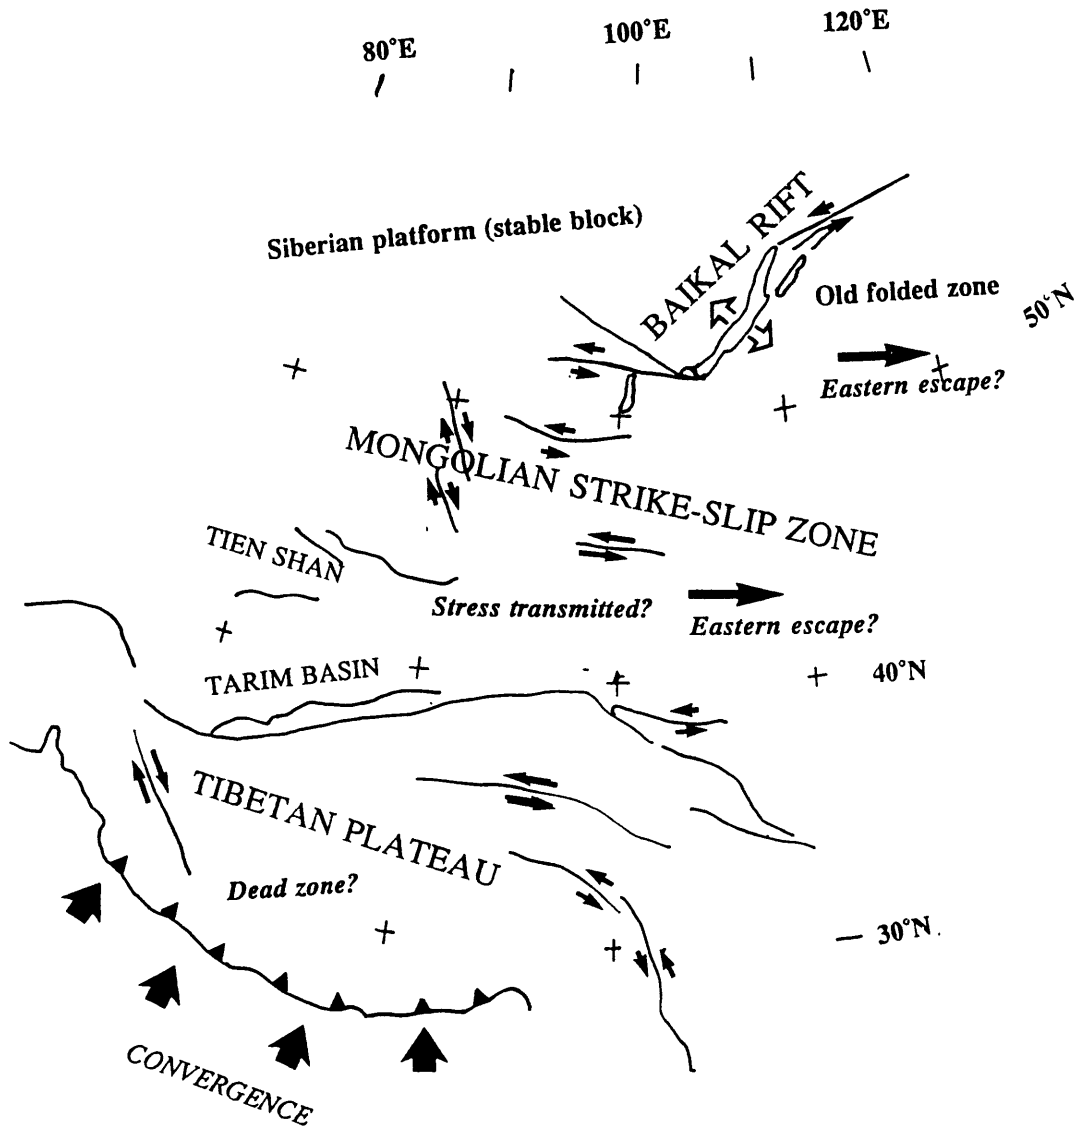 80°E
100°E
120°E
Siberian platform (stable block)
BAIKAL RIFT
Old folded zone
50°N
Eastern escape?
MONGOLIAN STRIKE-SLIP ZONE
TIEN SHAN
Stress transmitted?
Eastern escape?
TARIM BASIN
40°N
TIBETAN PLATEAU
Dead zone?
30°N
CONVERGENCE